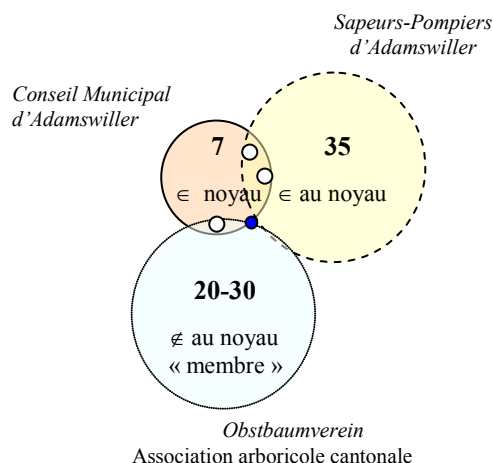 Sapeurs-Pompiers
d’Adamswiller
Conseil Municipal
d’Adamswiller
7
35
∈ noyau
∈ au noyau
20-30
∉ au noyau
« membre »
Obstbaumverein
Association arboricole cantonale